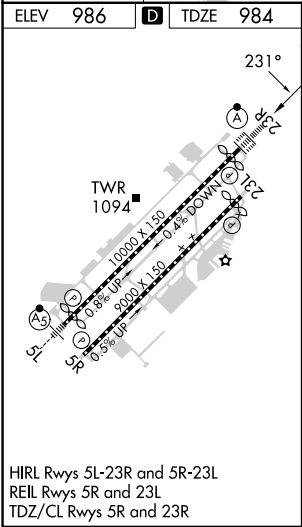 ELEV 986 D TDZE 984
231°
A
23R
P
23L
P
TWR
1094
10000 X 150
0.4% DOWN
0.8% UP
9000 X 150
0.5% UP
P
A5
P
5L
5R
HIRL Rwys 5L-23R and 5R-23L
REIL Rwys 5R and 23L
TDZ/CL Rwys 5R and 23R